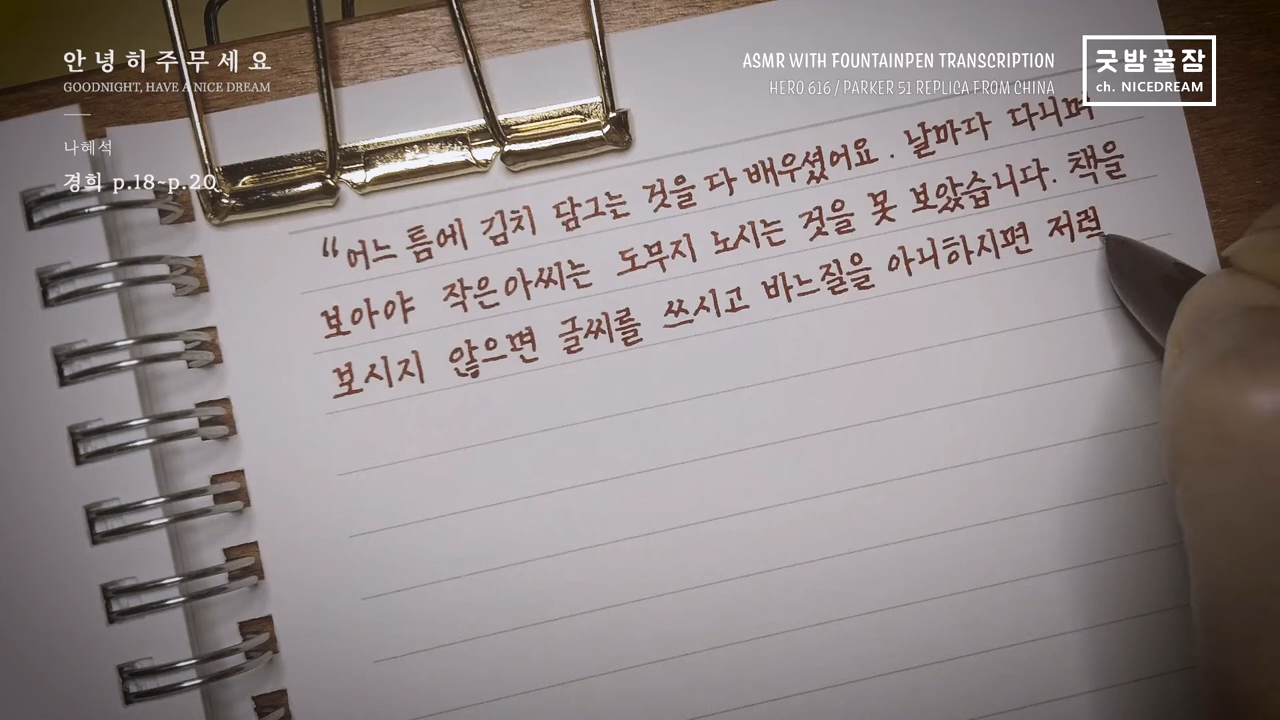 안녕히주무세요
GOODNIGHT, HAVE A NICE DREAM
나혜석
경희 p.18~p.20
ASMR WITH FOUNTAINPEN TRANSCRIPTION
HERO 616 / PARKER 51 REPLICA FROM CHINA
굿밤꿀잠
ch. NICEDREAM
“어느 틈에 김치 담그는 것을 다 배우셨어요. 날마다 다니며
보아야 작은아씨는 도무지 노시는 것을 못 보았습니다. 책을
보시지 않으면 글씨를 쓰시고 바느질을 아니하시면 저렇